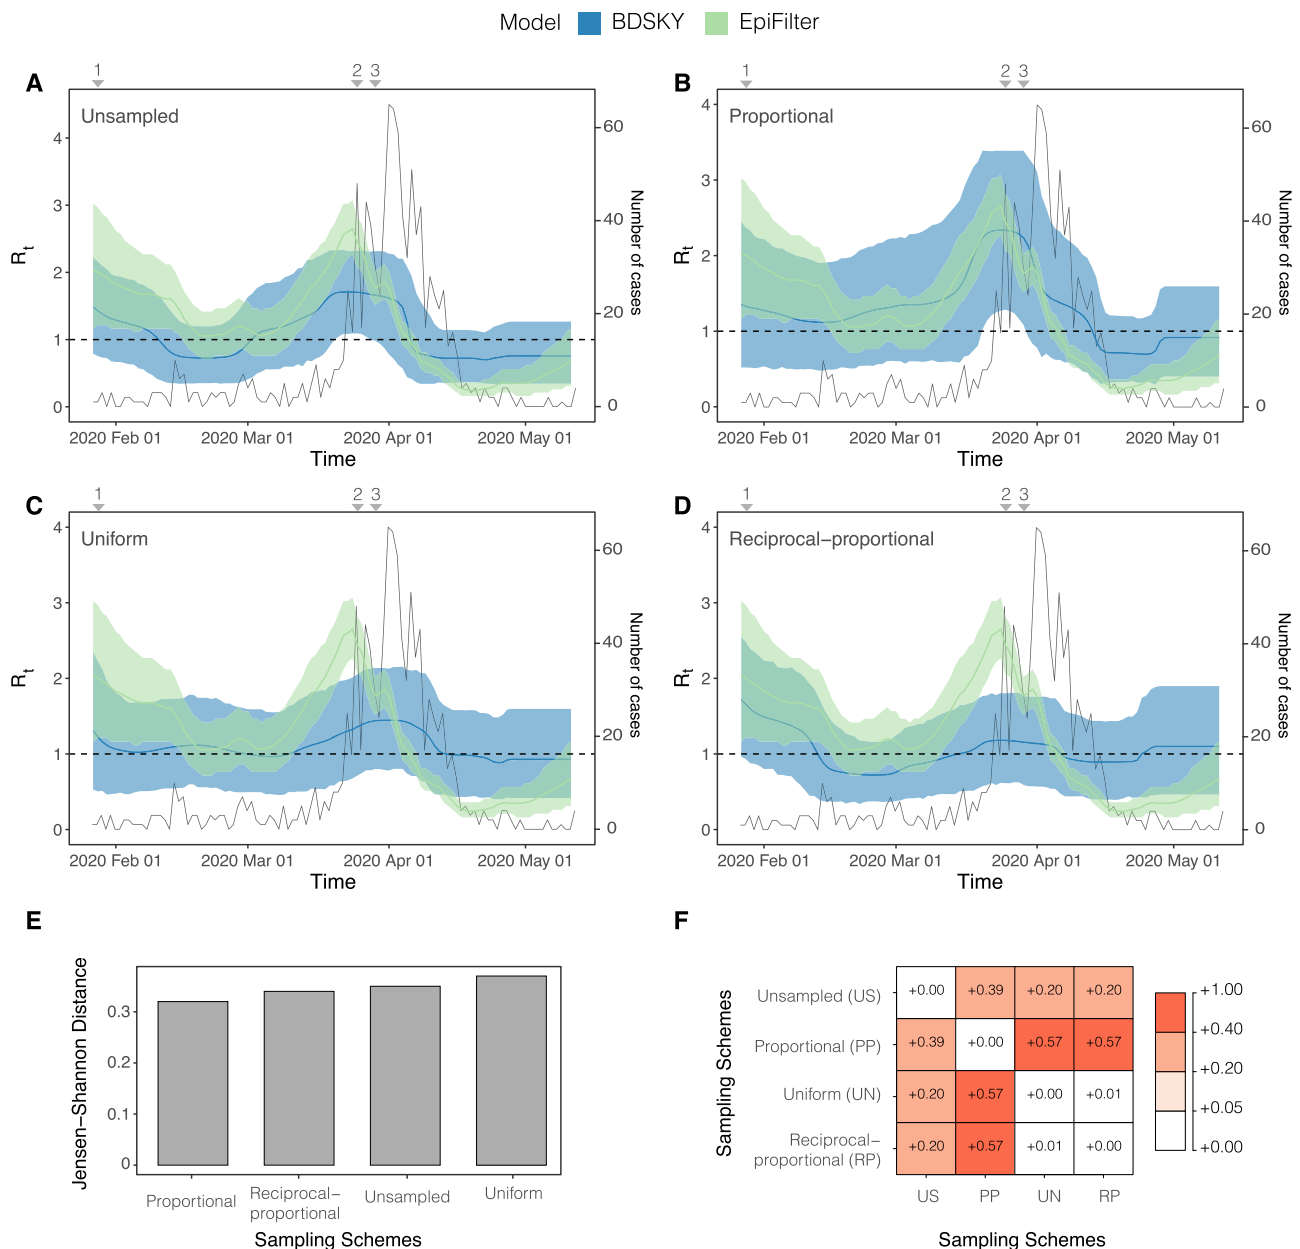 Model BDSKY EpiFilter
A
1 2 3
Unsampled
4
3
2
1
0
R_t
60
40
20
0
Number of cases
2020 Feb 01 2020 Mar 01 2020 Apr 01 2020 May 01
Time
B
1 2 3
Proportional
4
3
2
1
0
R_t
60
40
20
0
Number of cases
2020 Feb 01 2020 Mar 01 2020 Apr 01 2020 May 01
Time
C
1 2 3
Uniform
4
3
2
1
0
R_t
60
40
20
0
Number of cases
2020 Feb 01 2020 Mar 01 2020 Apr 01 2020 May 01
Time
D
1 2 3
Reciprocal−proportional
4
3
2
1
0
R_t
60
40
20
0
Number of cases
2020 Feb 01 2020 Mar 01 2020 Apr 01 2020 May 01
Time
E
Jensen−Shannon Distance
0.3
0.2
0.1
0
Proportional Reciprocal− Unsampled Uniform
proportional
Sampling Schemes
F
Sampling Schemes
Unsampled (US) +0.00 +0.39 +0.20 +0.20
Proportional (PP) +0.39 +0.00 +0.57 +0.57
Uniform (UN) +0.20 +0.57 +0.00 +0.01
Reciprocal−
proportional (RP) +0.20 +0.57 +0.01 +0.00
US PP UN RP
Sampling Schemes
+1.00
+0.40
+0.20
+0.05
+0.00